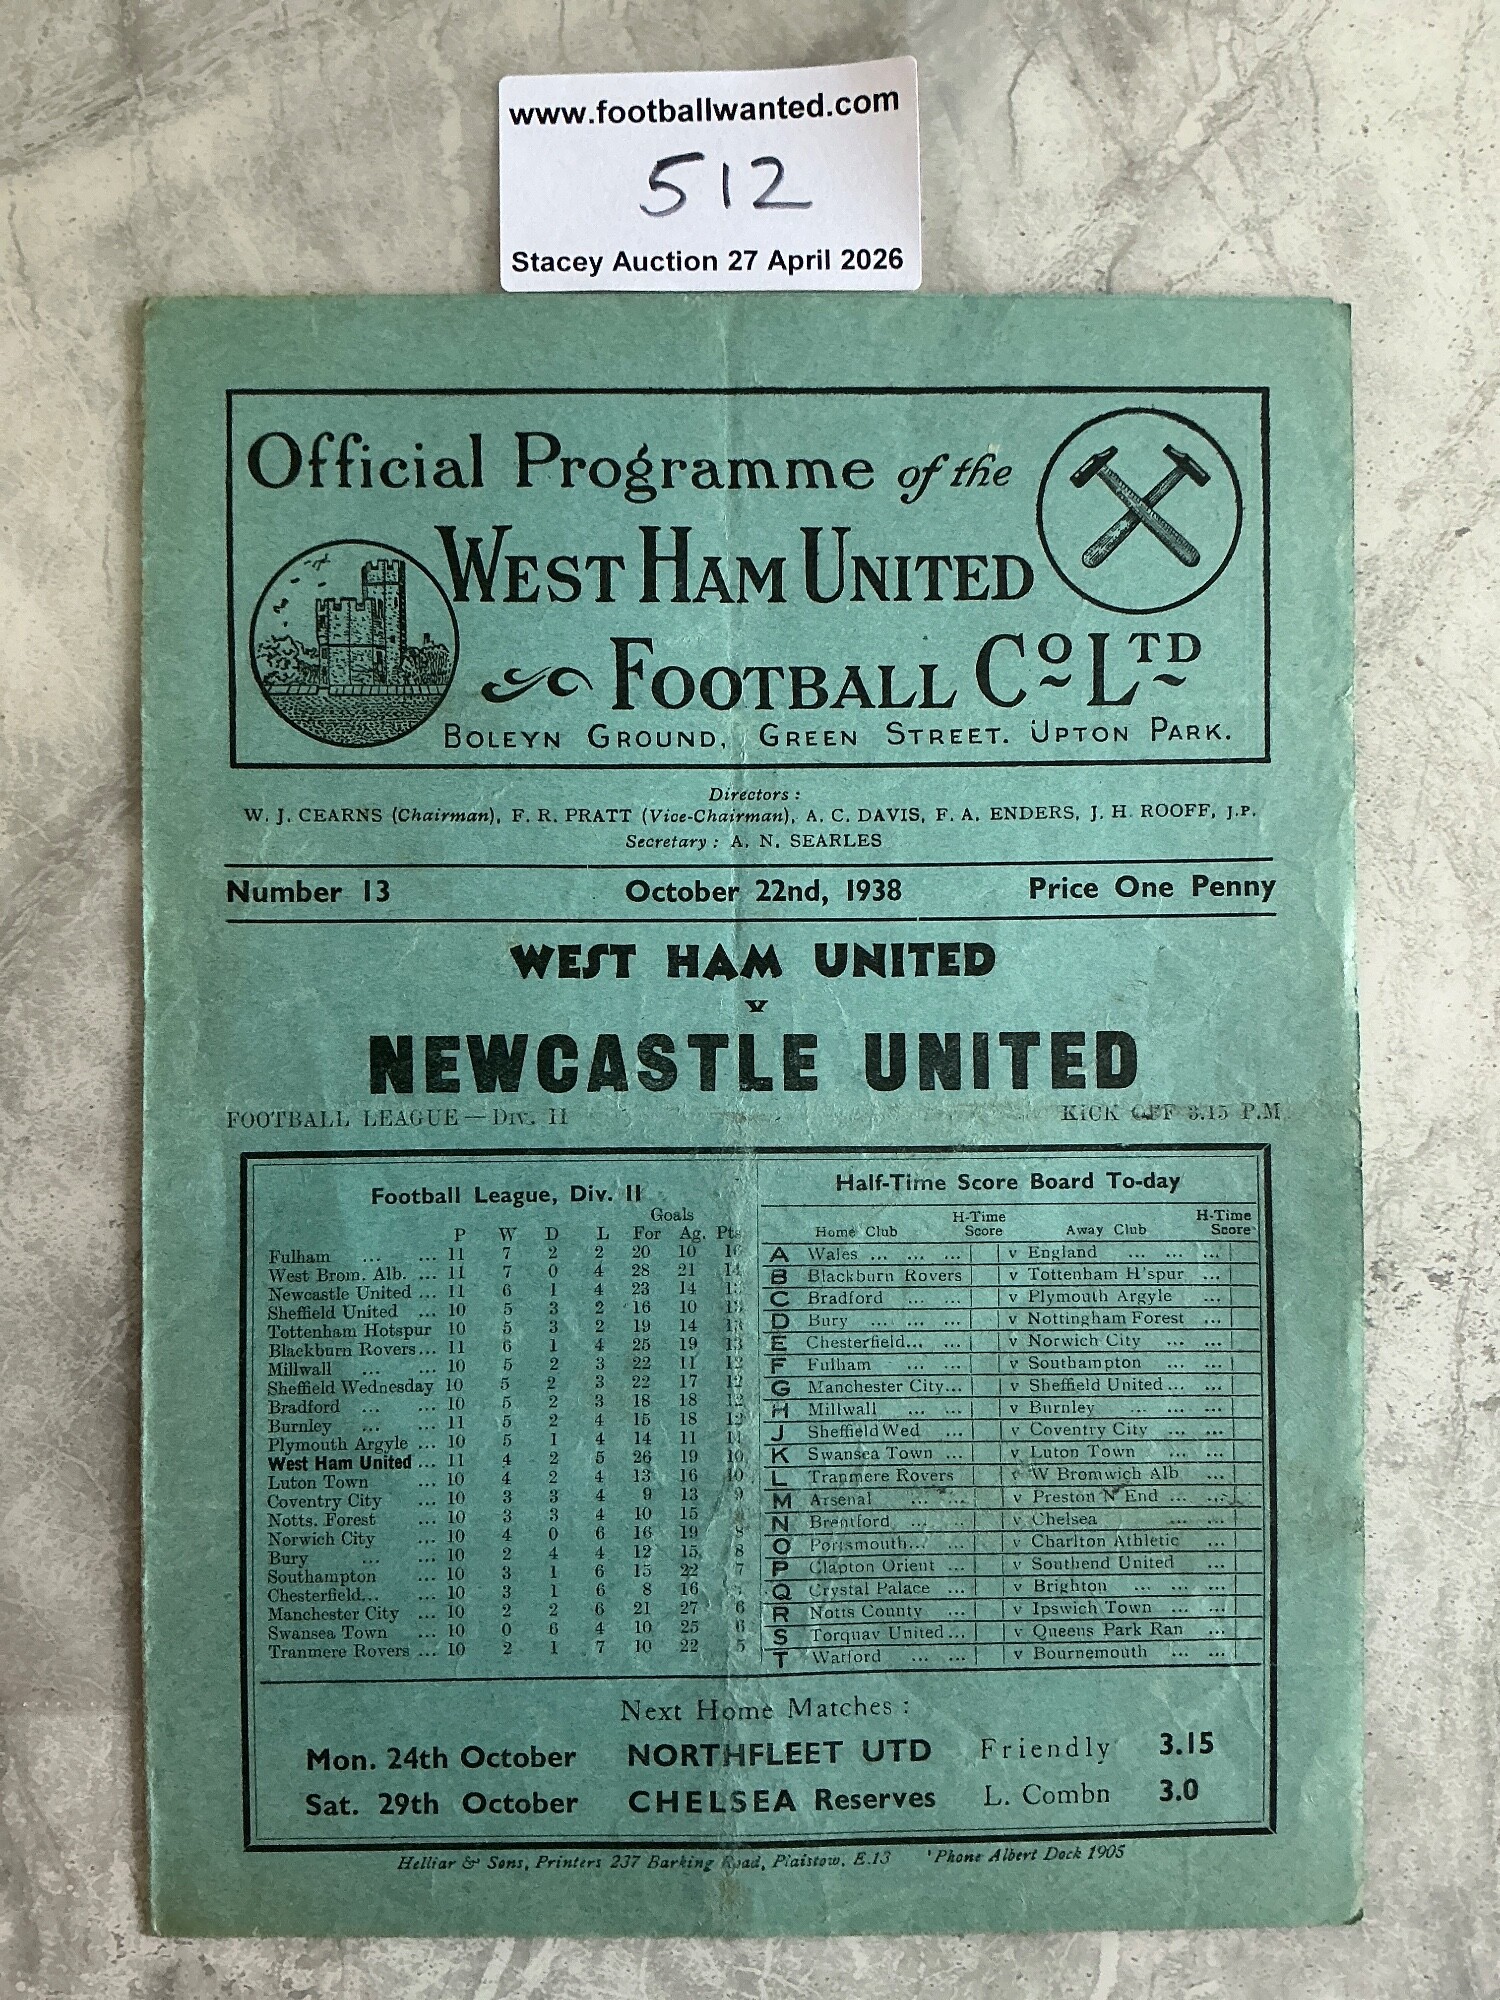 www.footballwanted.com
512
Stacey Auction 27 April 2026
Official Programme of the
WEST HAM UNITED
FOOTBALL CO LTD
BOLEYN GROUND, GREEN STREET. UPTON PARK.
Directors :
W. J. CEARNS (Chairman), F. R. PRATT (Vice-Chairman), A. C. DAVIS, F. A. ENDERS, J. H. ROOFF, J.P.
Secretary : A. N. SEARLES
Number 13 October 22nd, 1938 Price One Penny
WEST HAM UNITED
v
NEWCASTLE UNITED
FOOTBALL LEAGUE — Div. II KICK OFF 3.15 P.M.
Football League, Div. II
Goals
P W D L For Ag. Pts
Fulham ... ... 11 7 2 2 20 10 16
West Brom. Alb. ... 11 7 0 4 28 21 14
Newcastle United ... 11 6 1 4 23 14 13
Sheffield United ... 10 5 3 2 16 10 13
Tottenham Hotspur 10 5 3 2 19 14 13
Blackburn Rovers... 11 6 1 4 25 19 13
Millwall ... ... 10 5 2 3 22 11 12
Sheffield Wednesday 10 5 2 3 22 17 12
Bradford ... ... 10 5 2 3 18 18 12
Burnley ... ... 11 5 2 4 15 18 12
Plymouth Argyle ... 10 5 1 4 14 11 11
West Ham United ... 11 4 2 5 26 19 10
Luton Town ... 10 4 2 4 13 16 10
Coventry City ... 10 3 3 4 9 13 9
Notts. Forest ... 10 3 3 4 10 15
Norwich City ... 10 4 0 6 16 19 8
Bury ... ... 10 2 4 4 12 15 8
Southampton ... 10 3 1 6 15 22 7
Chesterfield... ... 10 3 1 6 8 16
Manchester City ... 10 2 2 6 21 27 6
Swansea Town ... 10 0 6 4 10 25 6
Tranmere Rovers ... 10 2 1 7 10 22 5
Half-Time Score Board To-day
Home Club H-Time Score Away Club H-Time Score
A Wales ... ... ... v England ... ... ...
B Blackburn Rovers v Tottenham H'spur ...
C Bradford ... ... v Plymouth Argyle ...
D Bury ... ... ... v Nottingham Forest ...
E Chesterfield... ... v Norwich City ... ...
F Fulham ... ... v Southampton ... ...
G Manchester City... v Sheffield United ... ...
H Millwall ... ... v Burnley ... ... ...
J Sheffield Wed ... v Coventry City ... ...
K Swansea Town ... v Luton Town ... ...
L Tranmere Rovers v W Bromwich Alb ...
M Arsenal ... ... v Preston N End ... ...
N Brentford ... ... v Chelsea ... ...
O Portsmouth... ... v Charlton Athletic ...
P Clapton Orient ... v Southend United ...
Q Crystal Palace ... v Brighton ... ... ...
R Notts County ... v Ipswich Town ... ...
S Torquay United ... v Queens Park Ran ...
T Watford ... ... v Bournemouth ... ...
Next Home Matches :
Mon. 24th October NORTHFLEET UTD Friendly 3.15
Sat. 29th October CHELSEA Reserves L. Combn 3.0
Helliar & Sons, Printers 237 Barking Road, Plaistow, E.13 'Phone Albert Dock 1905